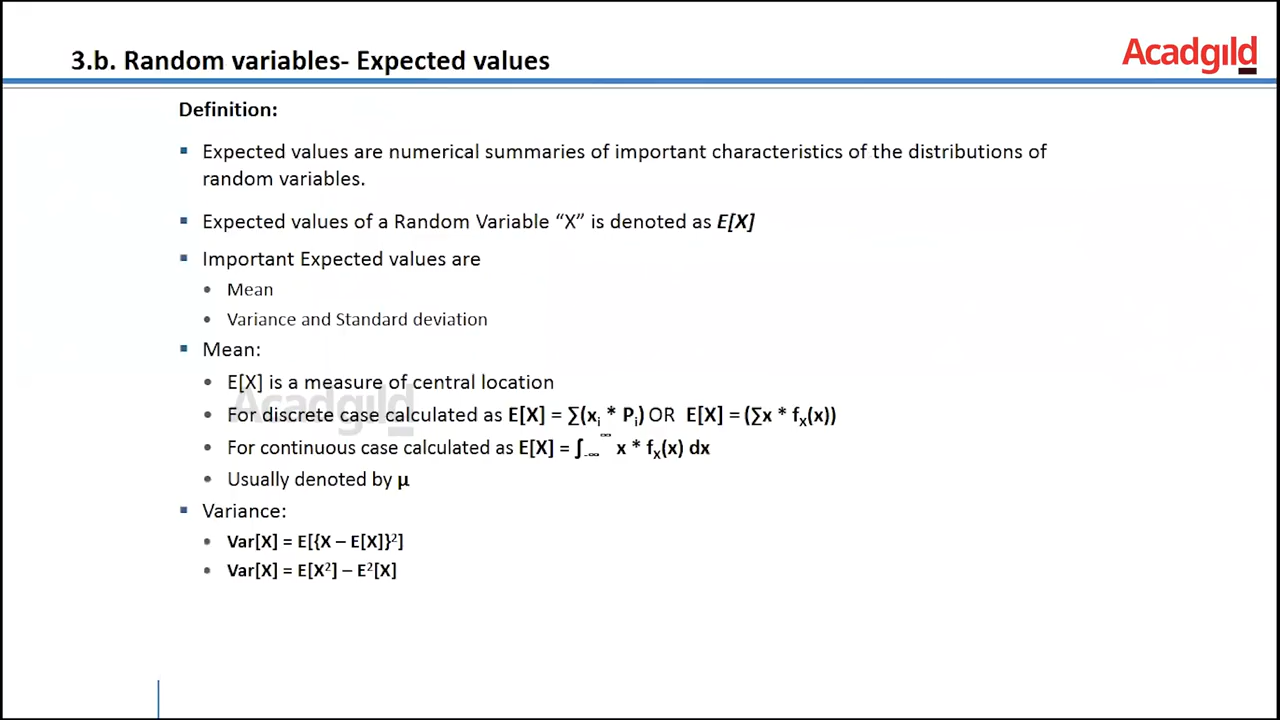 3.b. Random variables- Expected values
Acadgild
Definition:
▪ Expected values are numerical summaries of important characteristics of the distributions of
random variables.
▪ Expected values of a Random Variable “X” is denoted as E[X]
▪ Important Expected values are
• Mean
• Variance and Standard deviation
▪ Mean:
• E[X] is a measure of central location
Acadgild
• For discrete case calculated as E[X] = ∑(xᵢ * Pᵢ) OR E[X] = (∑x * fₓ(x))
• For continuous case calculated as E[X] = ∫₋∞^∞ x * fₓ(x) dx
• Usually denoted by µ
▪ Variance:
• Var[X] = E[{X – E[X]}²]
• Var[X] = E[X²] – E²[X]